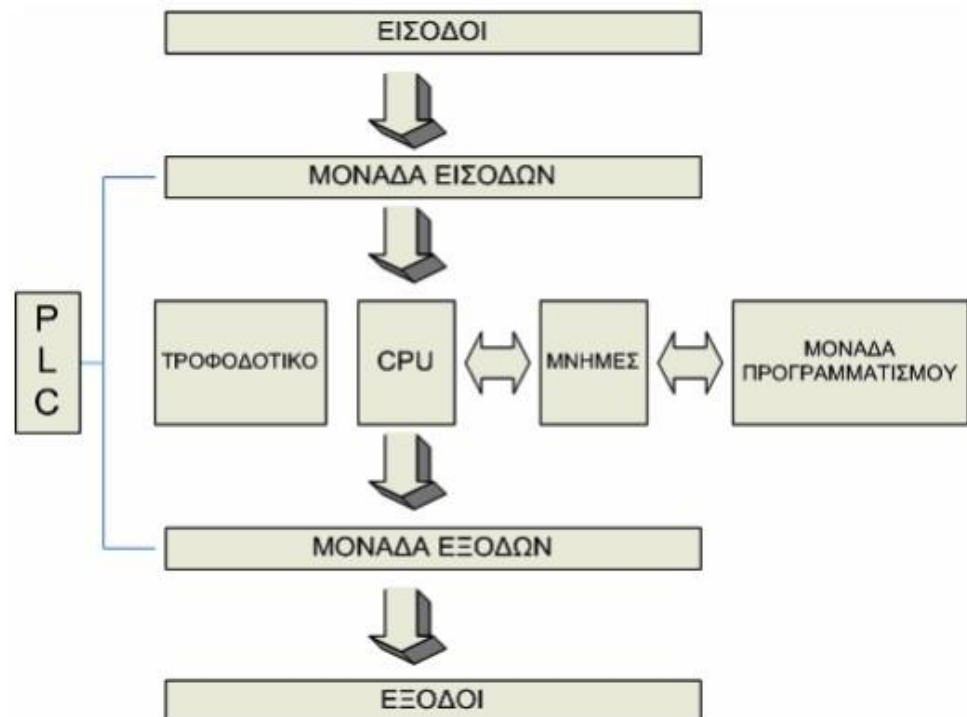 ΕΙΣΟΔΟΙ
ΜΟΝΑΔΑ ΕΙΣΟΔΩΝ
P
L
C
ΤΡΟΦΟΔΟΤΙΚΟ
CPU
ΜΝΗΜΕΣ
ΜΟΝΑΔΑ
ΠΡΟΓΡΑΜΜΑΤΙΣΜΟΥ
ΜΟΝΑΔΑ ΕΞΟΔΩΝ
ΕΞΟΔΟΙ